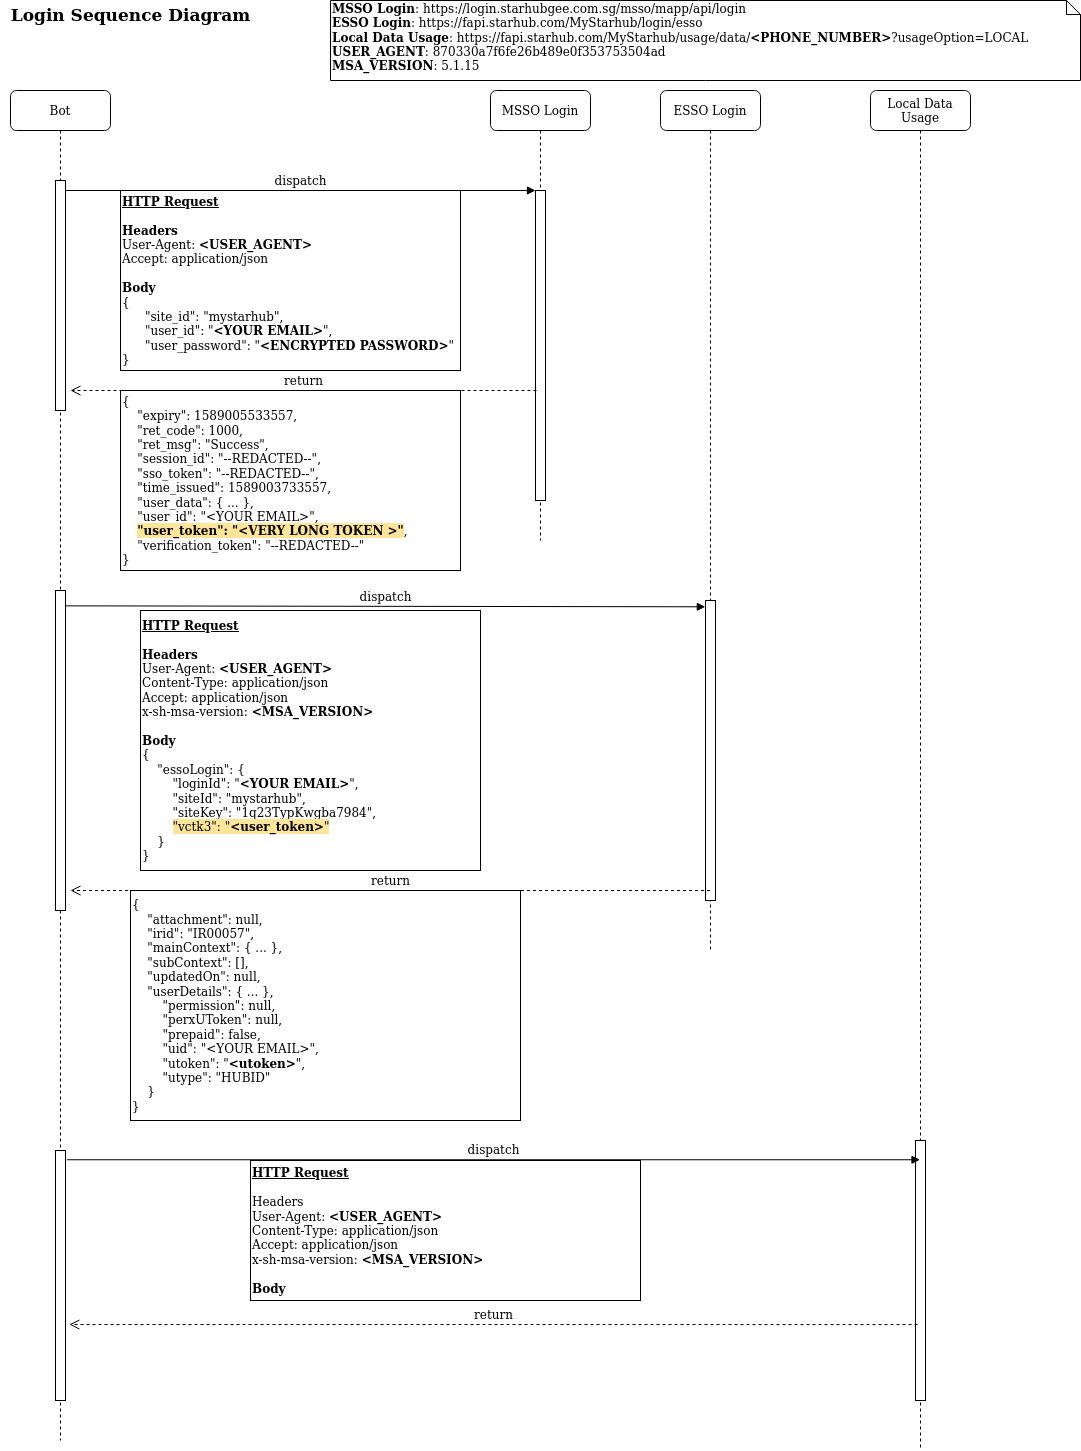 Login Sequence Diagram
MSSO Login: https://login.starhubgee.com.sg/msso/mapp/api/login
ESSO Login: https://fapi.starhub.com/MyStarhub/login/esso
Local Data Usage: https://fapi.starhub.com/MyStarhub/usage/data/<PHONE_NUMBER>?usageOption=LOCAL
USER_AGENT: 870330a7f6fe26b489e0f353753504ad
MSA_VERSION: 5.1.15
Bot
MSSO Login
ESSO Login
Local Data
Usage
dispatch
HTTP Request
Headers
User-Agent: <USER_AGENT>
Accept: application/json
Body
{
"site_id": "mystarhub",
"user_id": "<YOUR EMAIL>",
"user_password": "<ENCRYPTED PASSWORD>"
}
return
{
"expiry": 1589005533557,
"ret_code": 1000,
"ret_msg": "Success",
"session_id": "--REDACTED--",
"sso_token": "--REDACTED--",
"time_issued": 1589003733557,
"user_data": { ... },
"user_id": "<YOUR EMAIL>",
"user_token": "<VERY LONG TOKEN >",
"verification_token": "--REDACTED--"
}
dispatch
HTTP Request
Headers
User-Agent: <USER_AGENT>
Content-Type: application/json
Accept: application/json
x-sh-msa-version: <MSA_VERSION>
Body
{
"essoLogin": {
"loginId": "<YOUR EMAIL>",
"siteId": "mystarhub",
"siteKey": "1q23TypKwgba7984",
"vctk3": "<user_token>"
}
}
return
{
"attachment": null,
"irid": "IR00057",
"mainContext": { ... },
"subContext": [],
"updatedOn": null,
"userDetails": { ... },
"permission": null,
"perxUToken": null,
"prepaid": false,
"uid": "<YOUR EMAIL>",
"utoken": "<utoken>",
"utype": "HUBID"
}
}
dispatch
HTTP Request
Headers
User-Agent: <USER_AGENT>
Content-Type: application/json
Accept: application/json
x-sh-msa-version: <MSA_VERSION>
Body
return